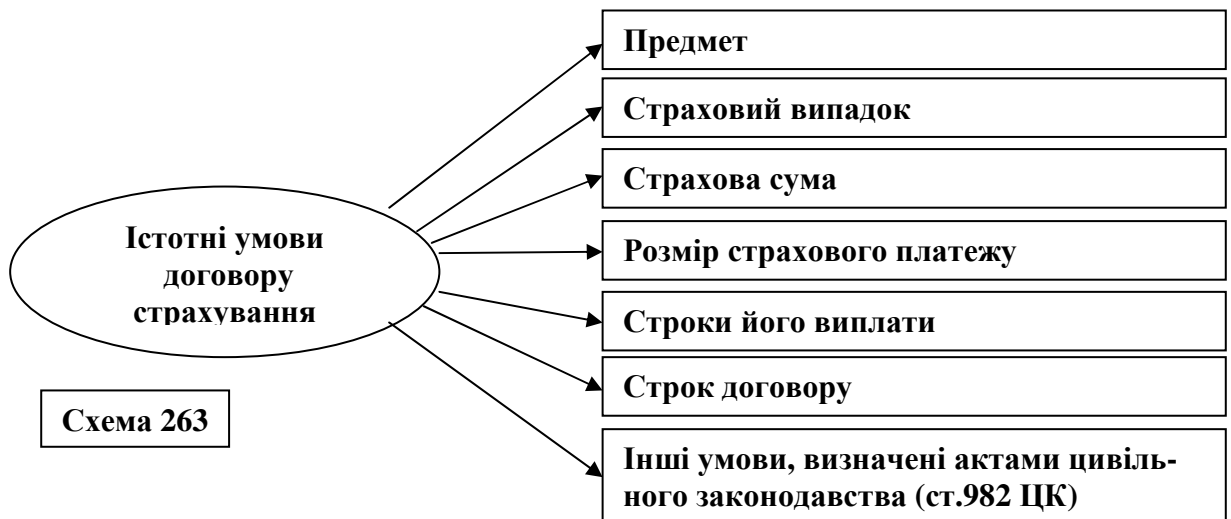 Істотні умови
договору
страхування
Схема 263
Предмет
Страховий випадок
Страхова сума
Розмір страхового платежу
Строки його виплати
Строк договору
Інші умови, визначені актами цивіль-
ного законодавства (ст.982 ЦК)